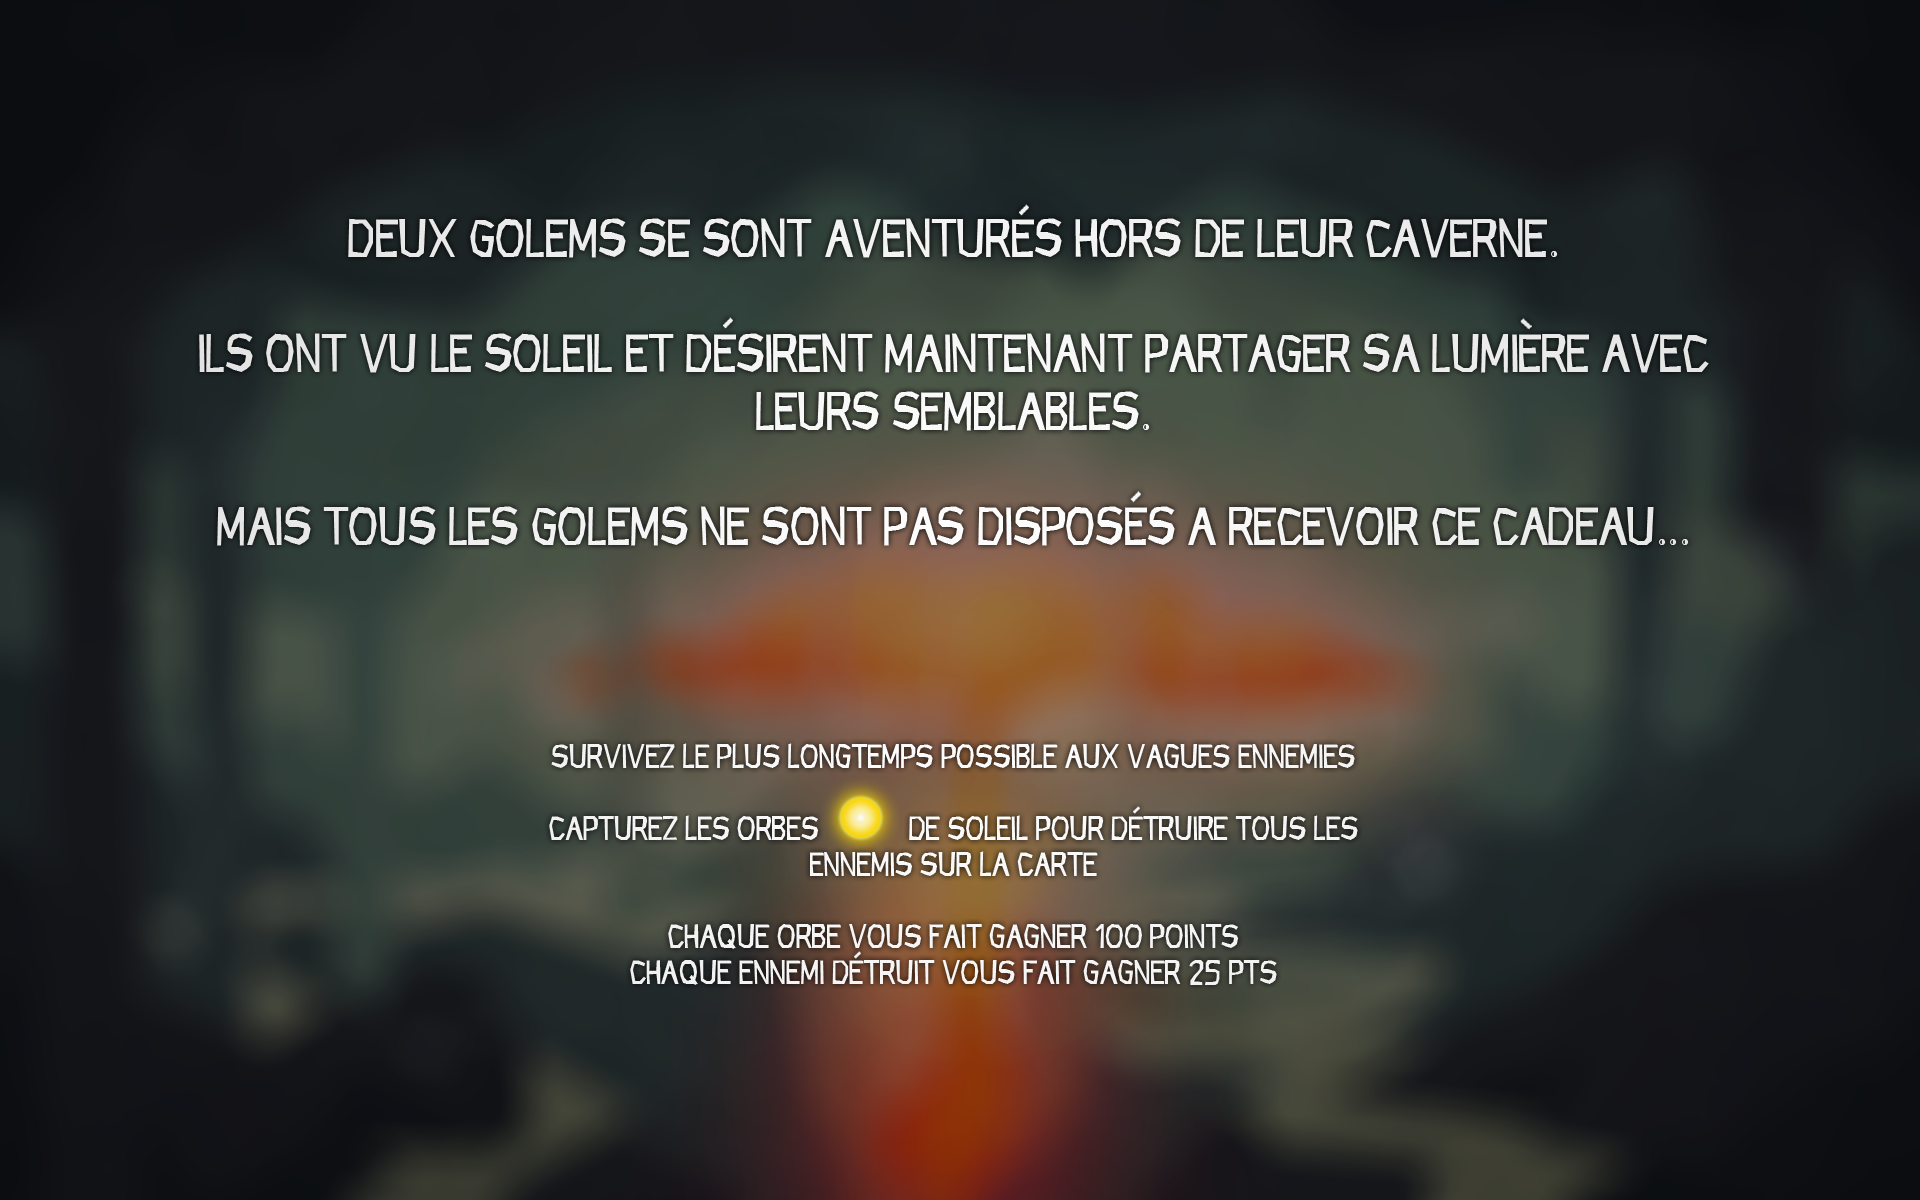 DEUX GOLEMS SE SONT AVENTURÉS HORS DE LEUR CAVERNE.
ILS ONT VU LE SOLEIL ET DÉSIRENT MAINTENANT PARTAGER SA LUMIÈRE AVEC
LEURS SEMBLABLES.
MAIS TOUS LES GOLEMS NE SONT PAS DISPOSÉS A RECEVOIR CE CADEAU...
SURVIVEZ LE PLUS LONGTEMPS POSSIBLE AUX VAGUES ENNEMIES
CAPTUREZ LES ORBES DE SOLEIL POUR DÉTRUIRE TOUS LES
ENNEMIS SUR LA CARTE
CHAQUE ORBE VOUS FAIT GAGNER 100 POINTS
CHAQUE ENNEMI DÉTRUIT VOUS FAIT GAGNER 25 PTS